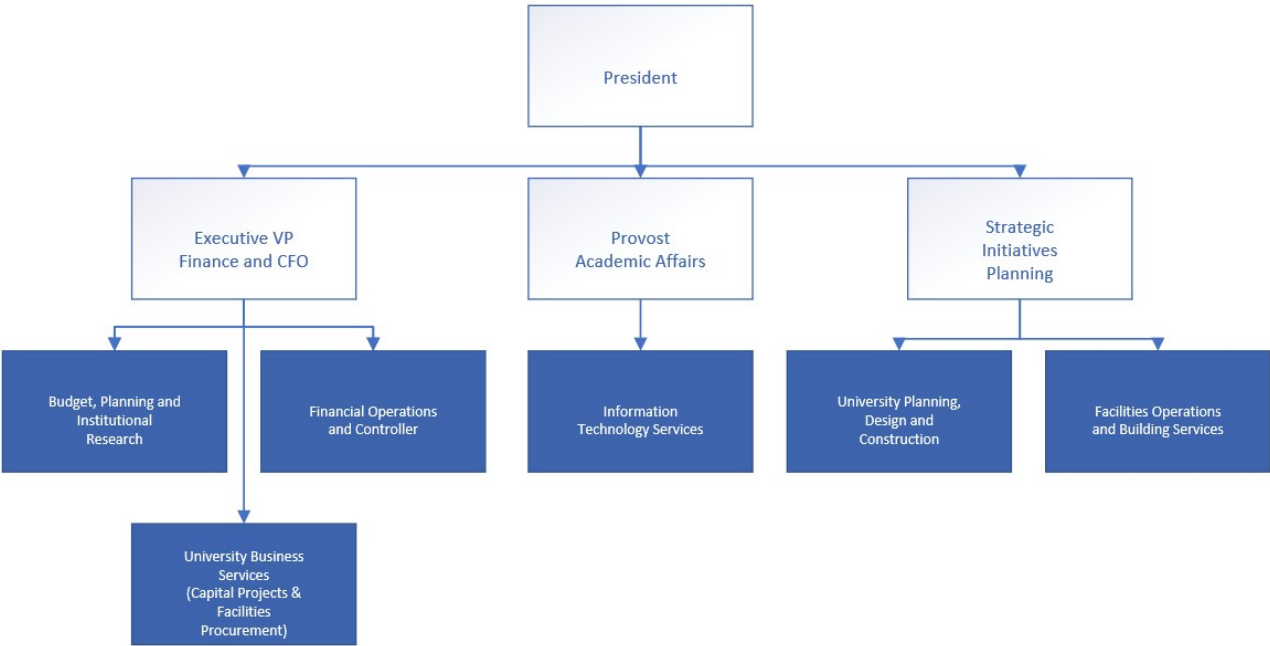 President
Executive VP
Finance and CFO
Provost
Academic Affairs
Strategic
Initiatives
Planning
Budget, Planning and
Institutional
Research
Financial Operations
and Controller
Information
Technology Services
University Planning,
Design and
Construction
Facilities Operations
and Building Services
University Business
Services
(Capital Projects &
Facilities
Procurement)